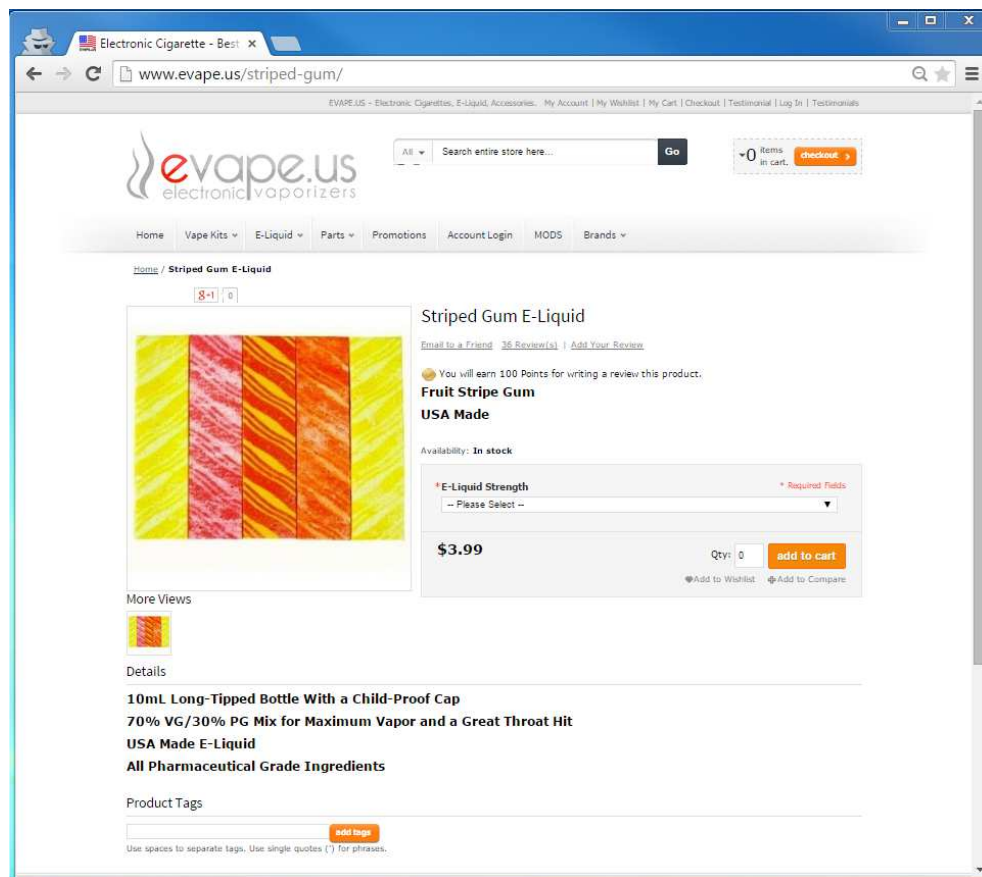 Electronic Cigarette - Best
www.evape.us/striped-gum/
EVAPE.US - Electronic Cigarettes, E-Liquid, Accessories. My Account | My Wishlist | My Cart | Checkout | Testimonial | Log In | Testimonials
evape.us
electronic vaporizers
All Search entire store here... Go
0 items in cart. checkout
Home Vape Kits E-Liquid Parts Promotions Account Login MODS Brands
Home / Striped Gum E-Liquid
g+1 0
Striped Gum E-Liquid
Email to a Friend 36 Review(s) | Add Your Review
You will earn 100 Points for writing a review this product.
Fruit Stripe Gum
USA Made
Availability: In stock
*E-Liquid Strength * Required Fields
-- Please Select --
$3.99 Qty: 0 add to cart
Add to Wishlist Add to Compare
More Views
Details
10mL Long-Tipped Bottle With a Child-Proof Cap
70% VG/30% PG Mix for Maximum Vapor and a Great Throat Hit
USA Made E-Liquid
All Pharmaceutical Grade Ingredients
Product Tags
add tags
Use spaces to separate tags. Use single quotes (') for phrases.